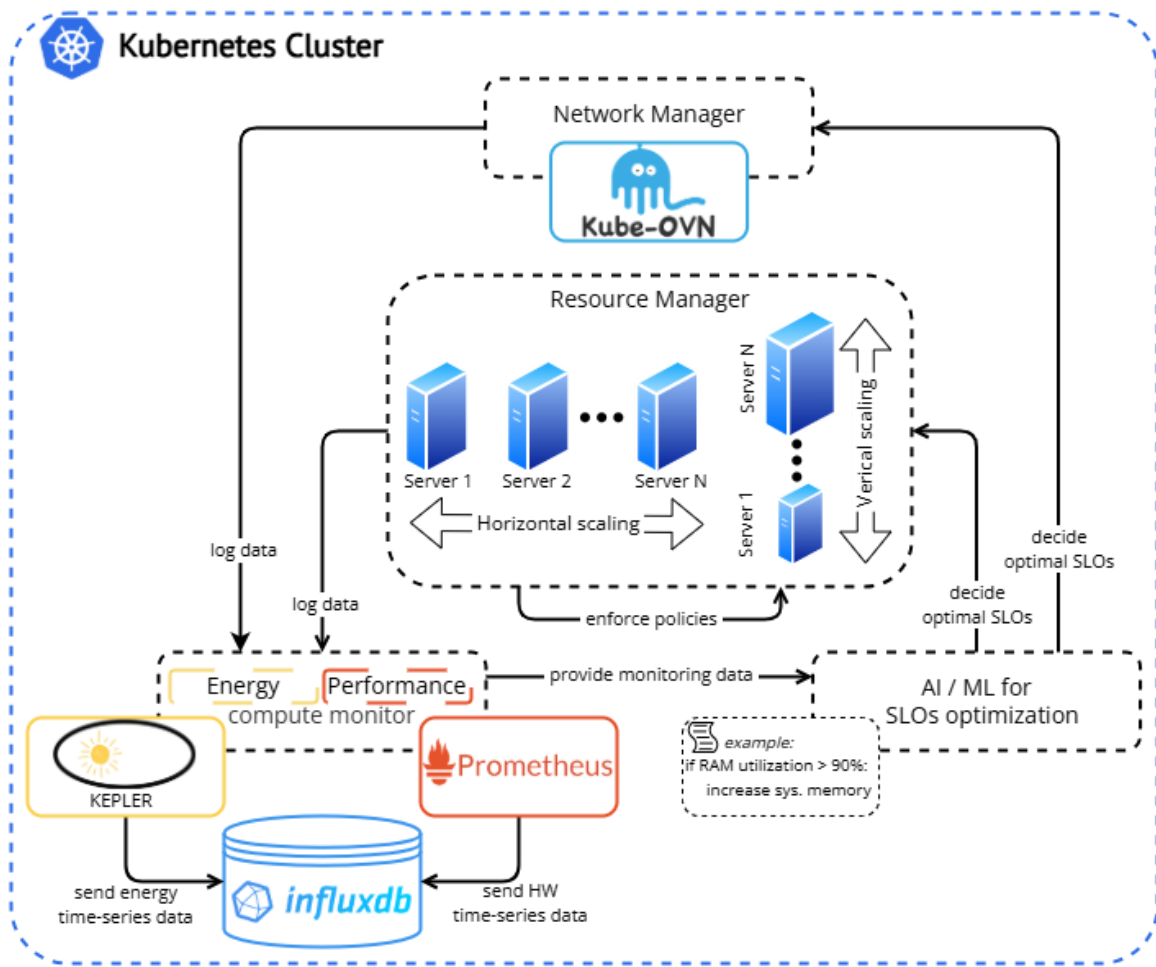 Kubernetes Cluster
Network Manager
Kube-OVN
Resource Manager
Server 1
Server 2
Server N
Horizontal scaling
Server N
Server 1
Verical scaling
log data
log data
enforce policies
decide
optimal SLOs
decide
optimal SLOs
Energy
Performance
compute monitor
provide monitoring data
AI / ML for
SLOs optimization
KEPLER
Prometheus
example:
if RAM utilization > 90%:
increase sys. memory
influxdb
send energy
time-series data
send HW
time-series data